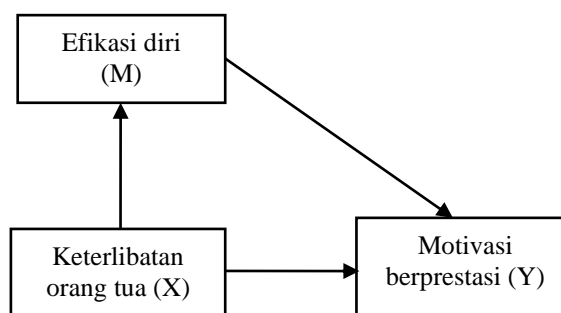 Efikasi diri
(M)
Keterlibatan
orang tua (X)
Motivasi
berprestasi (Y)